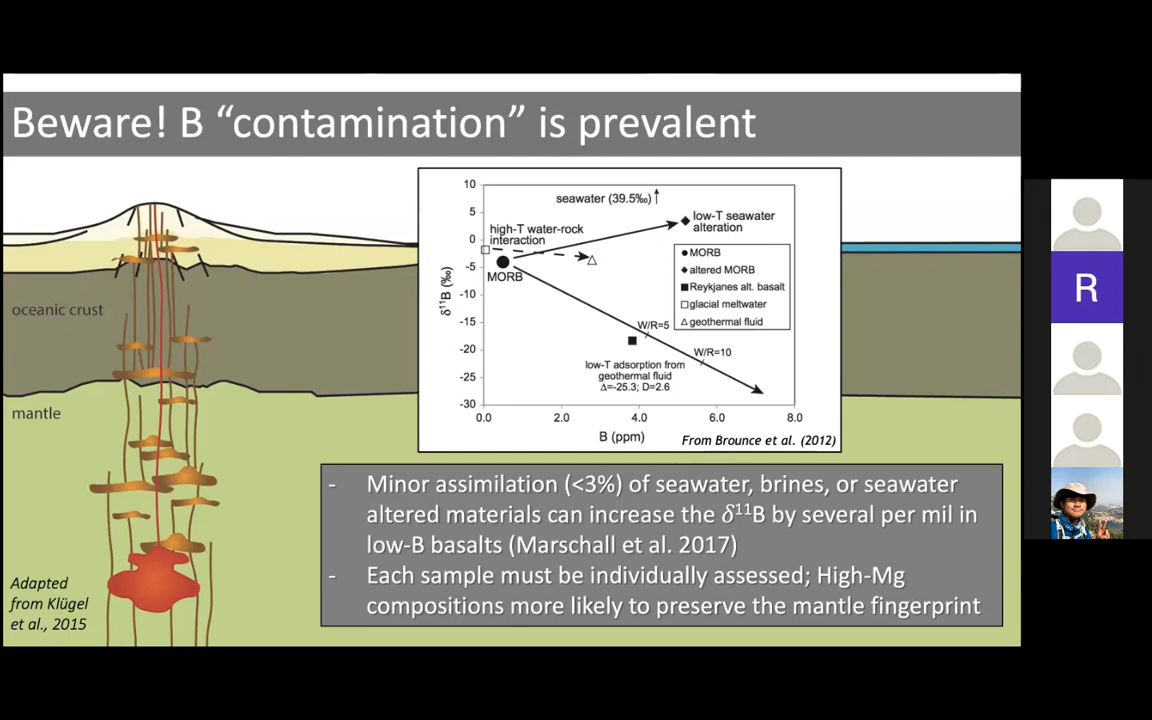 Beware! B “contamination” is prevalent
oceanic crust
mantle
Adapted
from Klügel
et al., 2015
10
5
0
-5
-10
-15
-20
-25
-30
δ¹¹B (‰)
0.0 2.0 4.0 6.0 8.0
B (ppm)
seawater (39.5‰)
low-T seawater
alteration
high-T water-rock
interaction
MORB
MORB
altered MORB
Reykjanes alt. basalt
glacial meltwater
geothermal fluid
W/R=5
W/R=10
low-T adsorption from
geothermal fluid
Δ=-25.3; D=2.6
From Brounce et al. (2012)
- Minor assimilation (<3%) of seawater, brines, or seawater
altered materials can increase the δ¹¹B by several per mil in
low-B basalts (Marschall et al. 2017)
- Each sample must be individually assessed; High-Mg
compositions more likely to preserve the mantle fingerprint
R